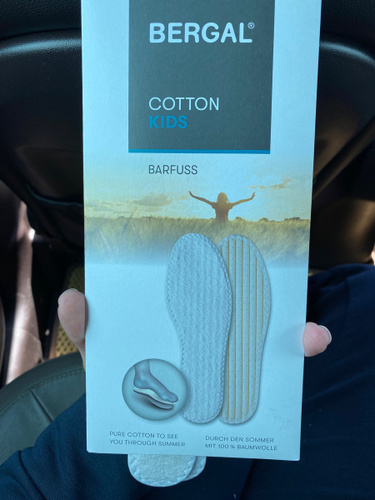 BERGAL®
COTTON
KIDS
BARFUSS
PURE COTTON TO SEE
YOU THROUGH SUMMER
DURCH DEN SOMMER
MIT 100 % BAUMWOLLE